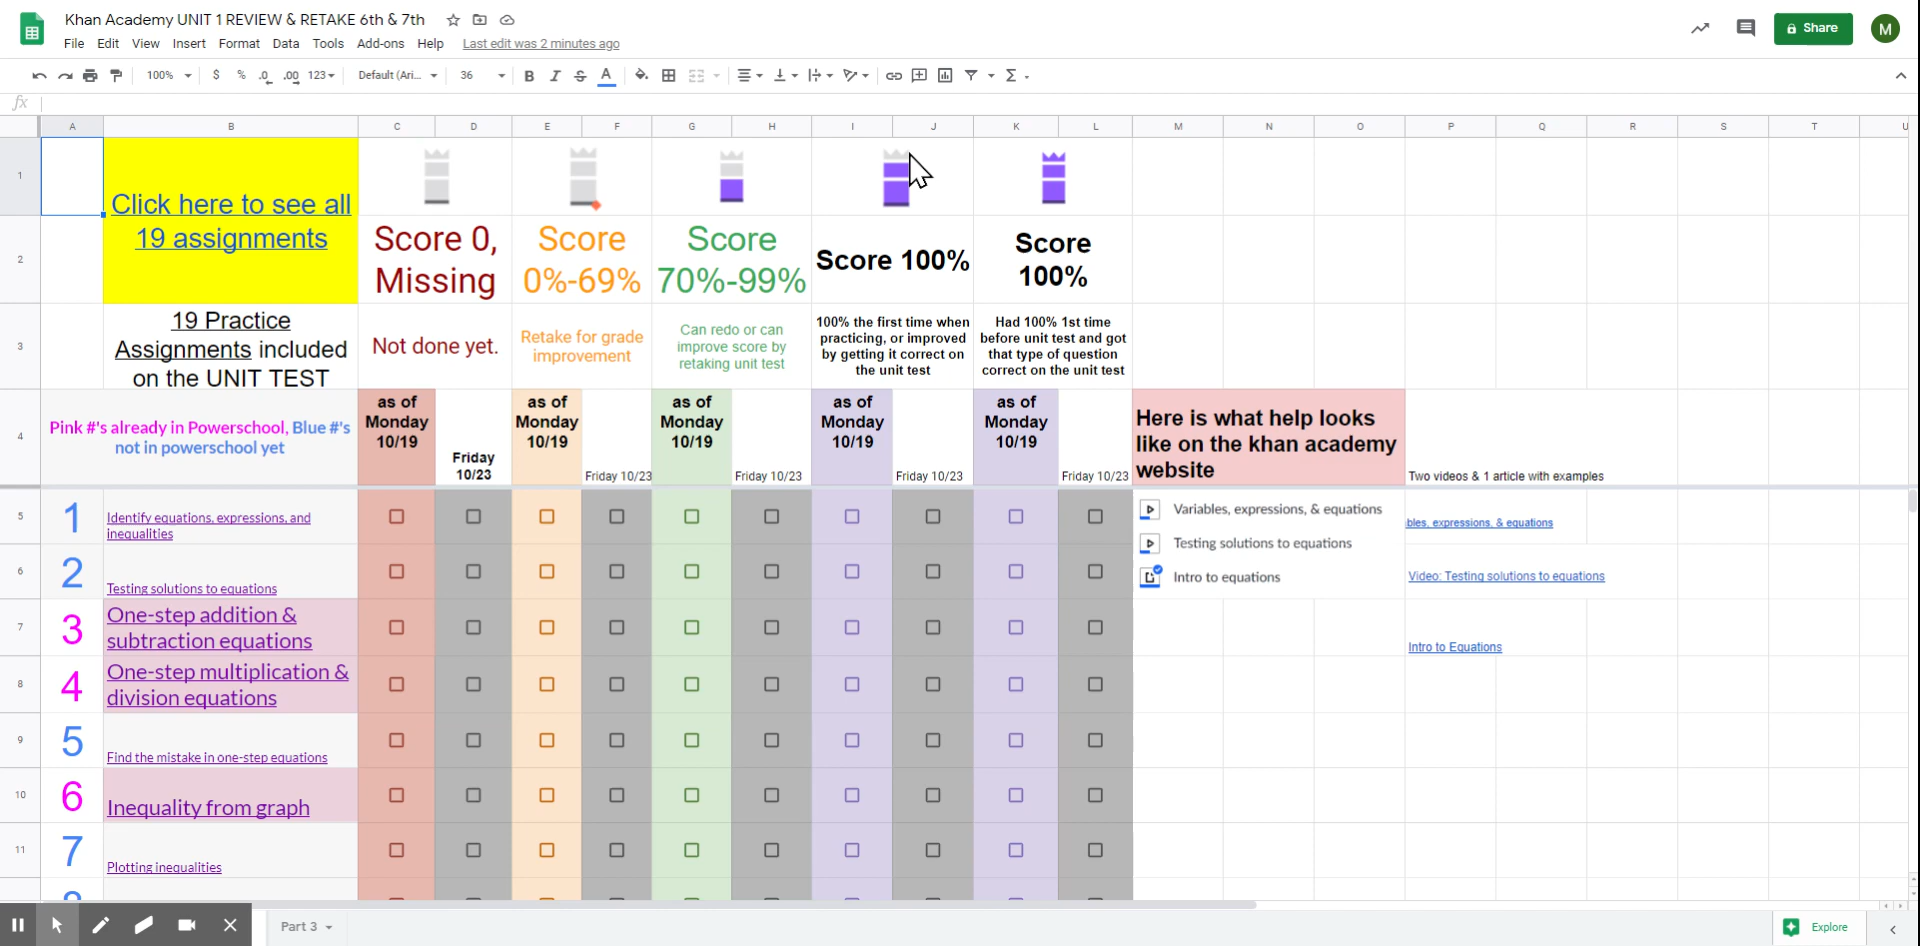 Khan Academy UNIT 1 REVIEW & RETAKE 6th & 7th
File Edit View Insert Format Data Tools Add-ons Help Last edit was 2 minutes ago
Share
M
100% $ % .0 .00 123 Default (Ari... 36 B I S A
fx
A B C D E F G H I J K L M N O P Q R S T U
1
Click here to see all
19 assignments
2
Score 0,
Missing
Score
0%-69%
Score
70%-99%
Score 100%
Score
100%
3
19 Practice
Assignments included
on the UNIT TEST
Not done yet.
Retake for grade
improvement
Can redo or can
improve score by
retaking unit test
100% the first time when
practicing, or improved
by getting it correct on
the unit test
Had 100% 1st time
before unit test and got
that type of question
correct on the unit test
4
Pink #'s already in Powerschool, Blue #'s
not in powerschool yet
as of
Monday
10/19
Friday
10/23
as of
Monday
10/19
Friday 10/23
as of
Monday
10/19
Friday 10/23
as of
Monday
10/19
Friday 10/23
as of
Monday
10/19
Friday 10/23
Here is what help looks
like on the khan academy
website
Two videos & 1 article with examples
5
1
Identify equations, expressions, and
inequalities
Variables, expressions, & equations
bles, expressions, & equations
Testing solutions to equations
6
2
Testing solutions to equations
Intro to equations
Video: Testing solutions to equations
7
3
One-step addition &
subtraction equations
Intro to Equations
8
4
One-step multiplication &
division equations
9
5
Find the mistake in one-step equations
10
6
Inequality from graph
11
7
Plotting inequalities
Part 3
Explore